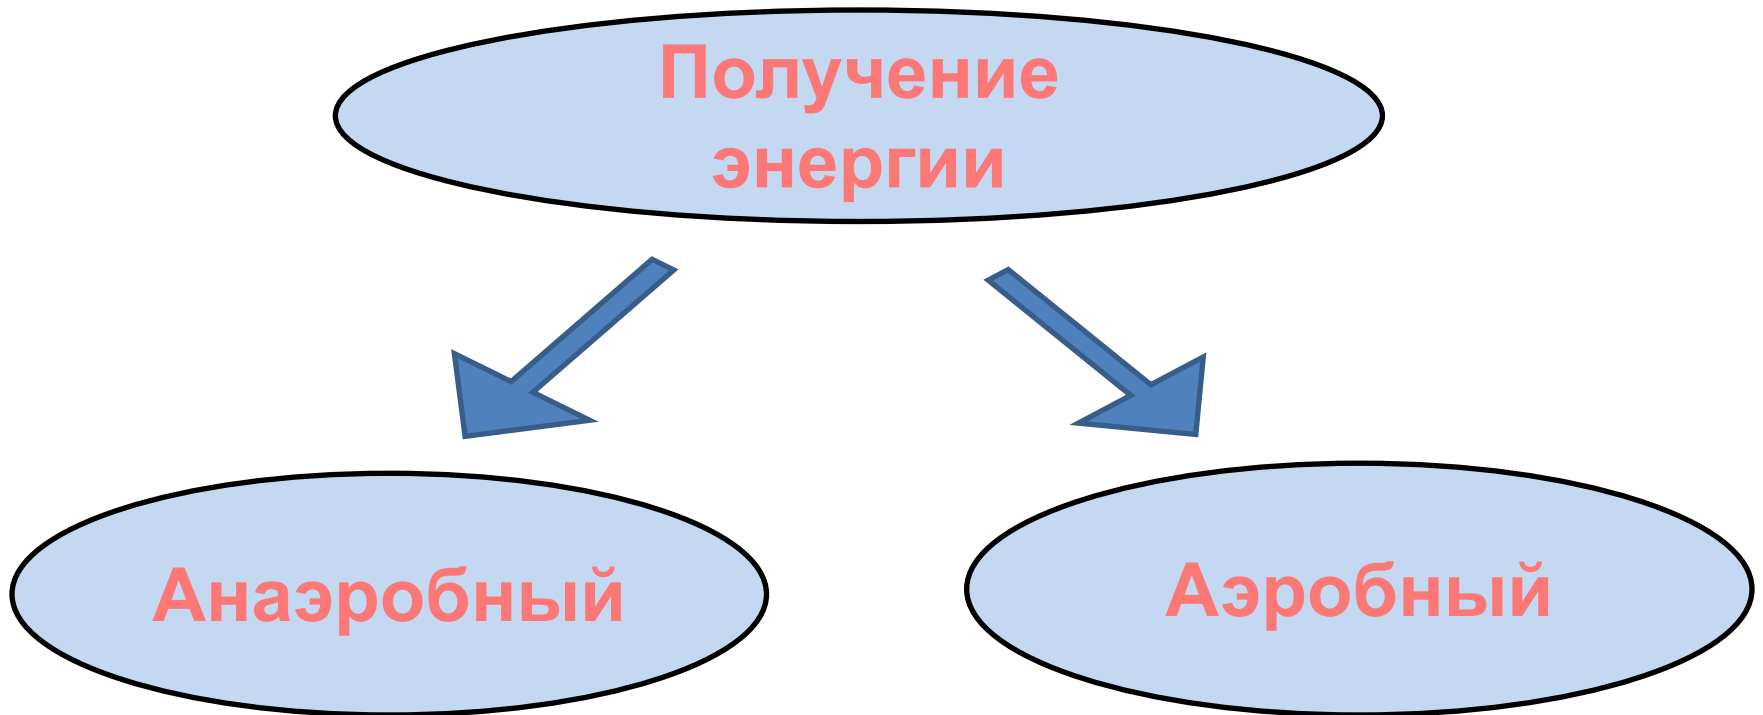 Получение
энергии
Анаэробный
Аэробный